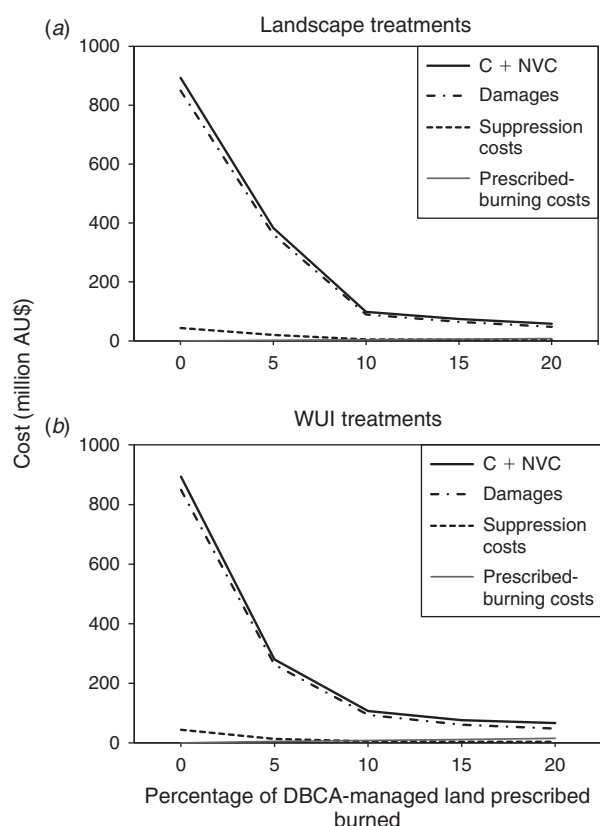 (a) Landscape treatments
1000
800
600
400
200
0
0 5 10 15 20
C + NVC
Damages
Suppression
costs
Prescribed-
burning costs
Cost (million AU$)
(b) WUI treatments
1000
800
600
400
200
0
0 5 10 15 20
C + NVC
Damages
Suppression
costs
Prescribed-
burning costs
Percentage of DBCA-managed land prescribed
burned